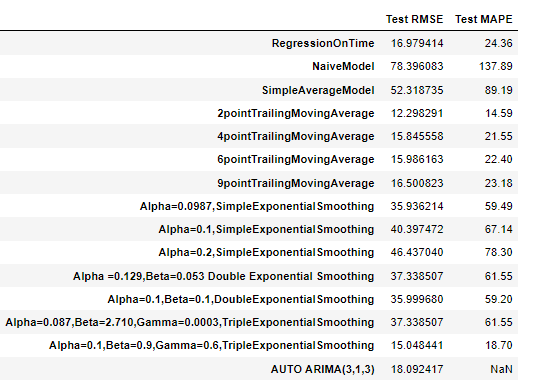 Test RMSE Test MAPE
RegressionOnTime 16.979414 24.36
NaiveModel 78.396083 137.89
SimpleAverageModel 52.318735 89.19
2pointTrailingMovingAverage 12.298291 14.59
4pointTrailingMovingAverage 15.845558 21.55
6pointTrailingMovingAverage 15.986163 22.40
9pointTrailingMovingAverage 16.500823 23.18
Alpha=0.0987,SimpleExponentialSmoothing 35.936214 59.49
Alpha=0.1,SimpleExponentialSmoothing 40.397472 67.14
Alpha=0.2,SimpleExponentialSmoothing 46.437040 78.30
Alpha =0.129,Beta=0.053 Double Exponential Smoothing 37.338507 61.55
Alpha=0.1,Beta=0.1,DoubleExponentialSmoothing 35.999680 59.20
Alpha=0.087,Beta=2.710,Gamma=0.0003,TripleExponentialSmoothing 37.338507 61.55
Alpha=0.1,Beta=0.9,Gamma=0.6,TripleExponentialSmoothing 15.048441 18.70
AUTO ARIMA(3,1,3) 18.092417 NaN